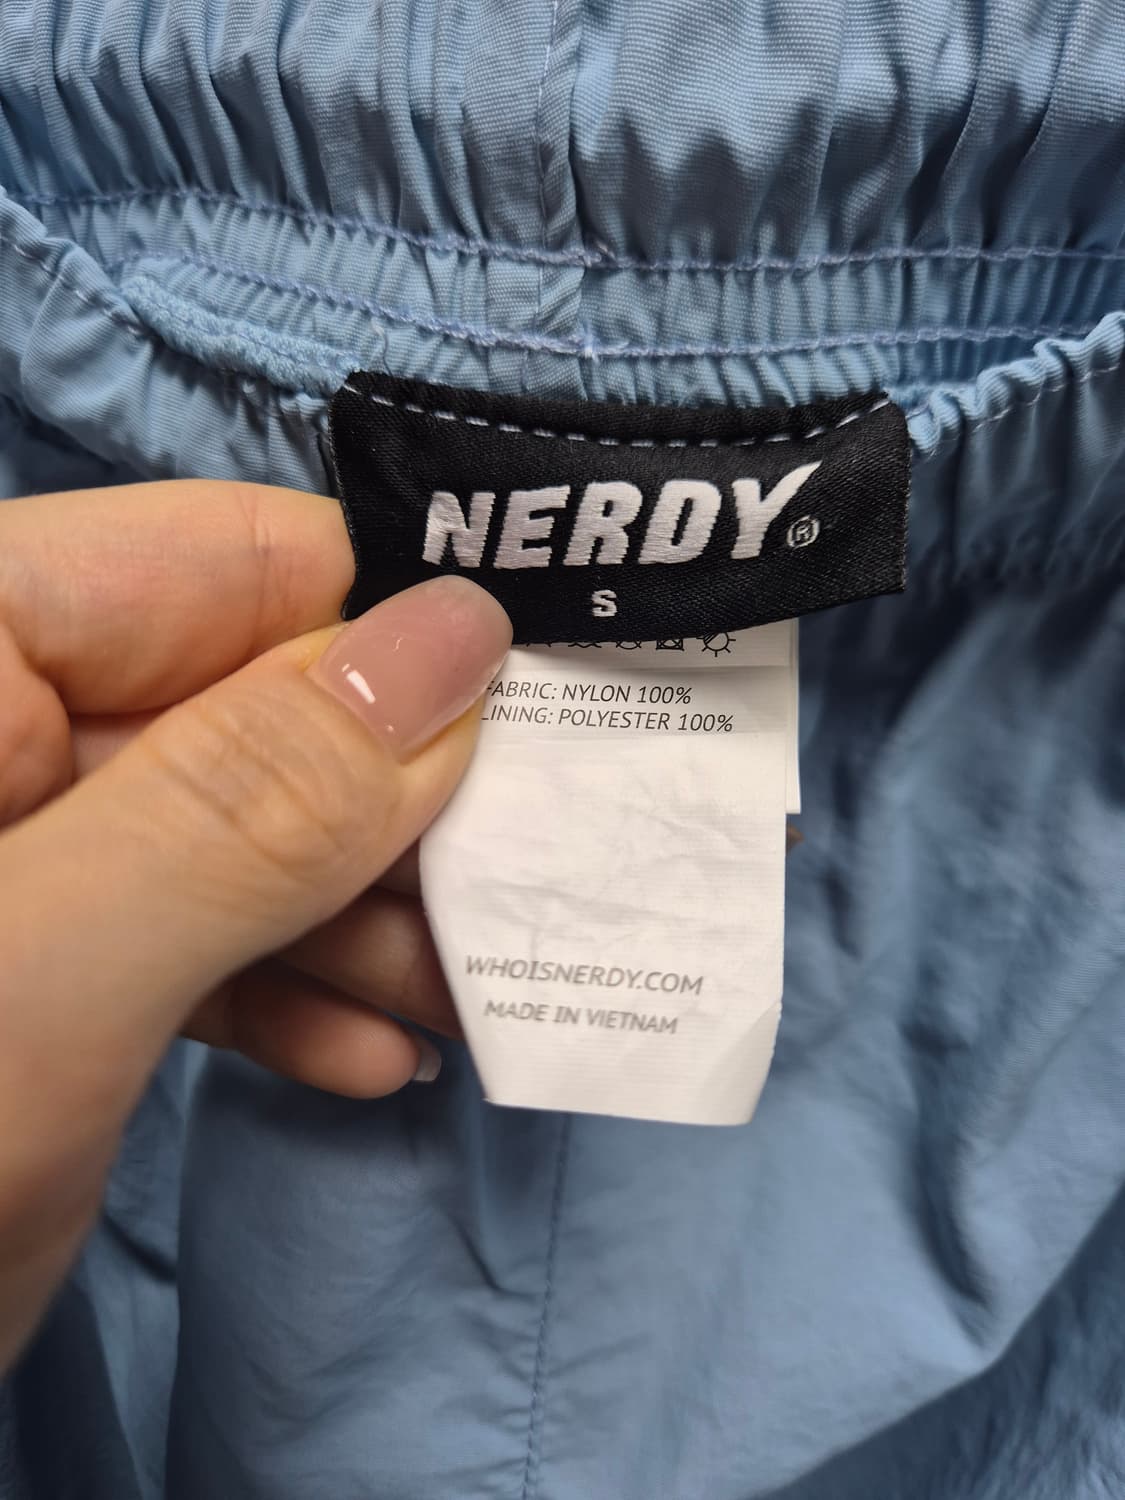 NERDY®
S
FABRIC: NYLON 100%
LINING: POLYESTER 100%
WHOISNERDY.COM
MADE IN VIETNAM